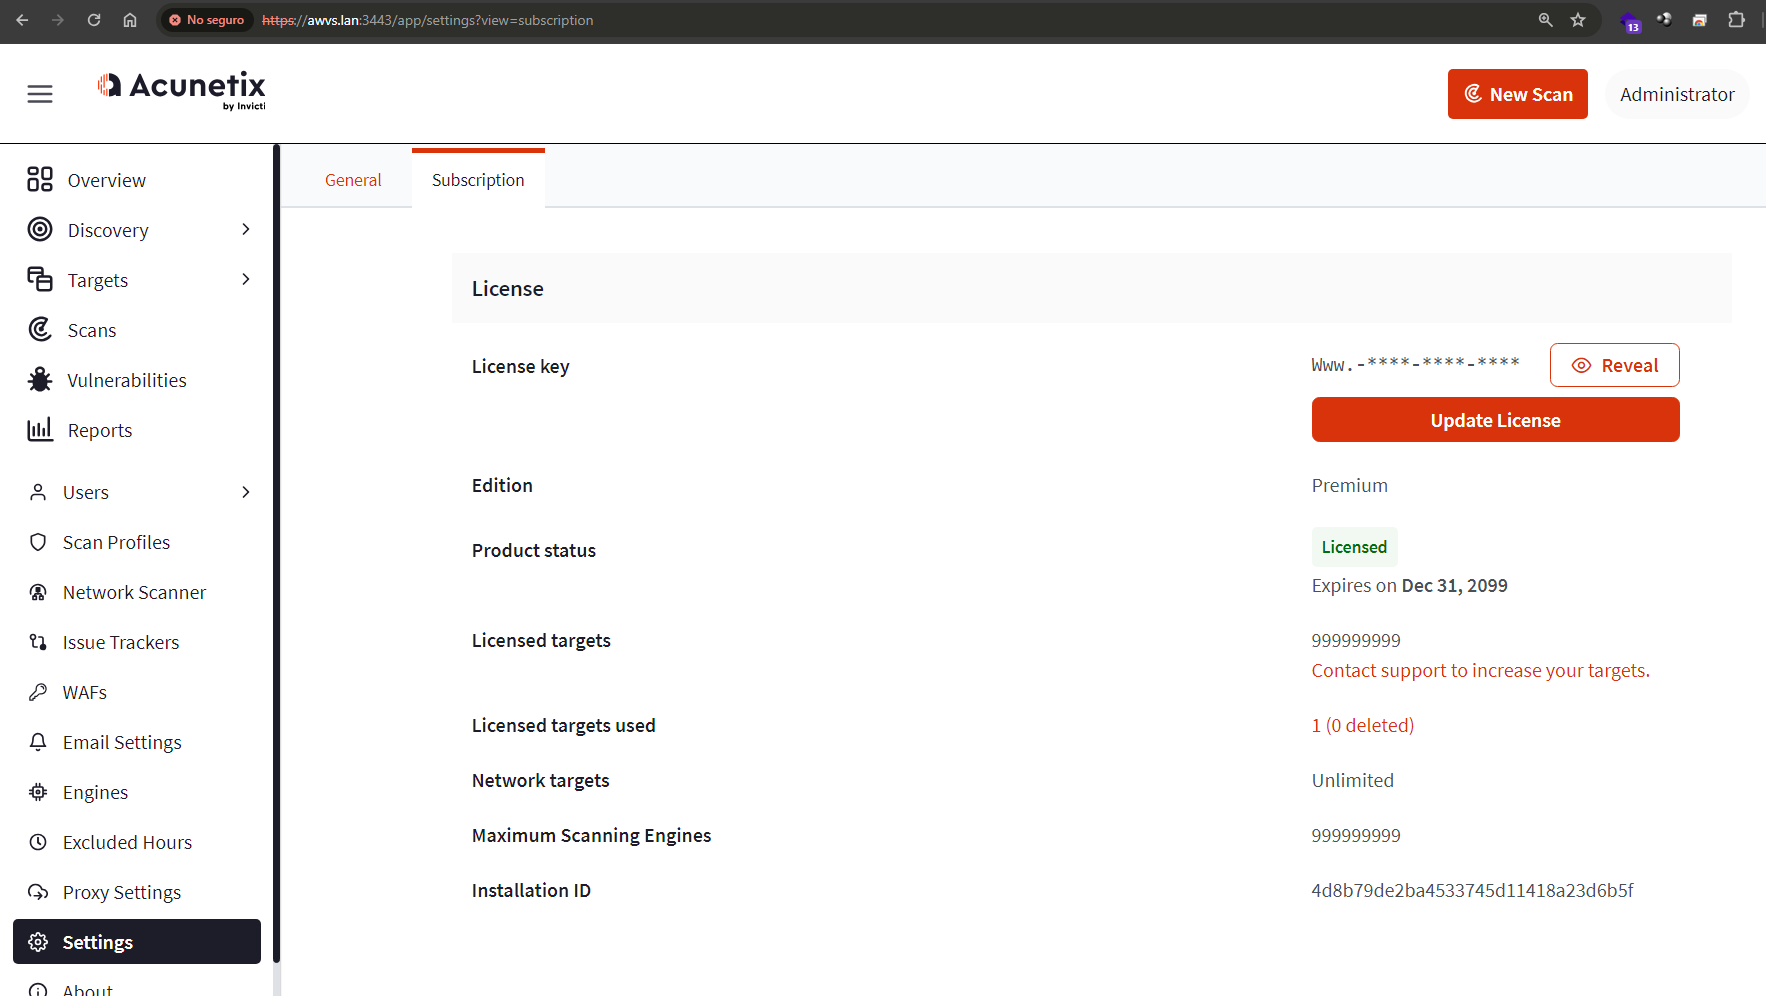 No seguro
https://awvs.lan:3443/app/settings?view=subscription
13
Acunetix
by Invicti
New Scan
Administrator
Overview
Discovery
Targets
Scans
Vulnerabilities
Reports
Users
Scan Profiles
Network Scanner
Issue Trackers
WAFs
Email Settings
Engines
Excluded Hours
Proxy Settings
Settings
About
General
Subscription
License
License key
Www.-****-****-****
Reveal
Update License
Edition
Premium
Product status
Licensed
Expires on Dec 31, 2099
Licensed targets
999999999
Contact support to increase your targets.
Licensed targets used
1 (0 deleted)
Network targets
Unlimited
Maximum Scanning Engines
999999999
Installation ID
4d8b79de2ba4533745d11418a23d6b5f